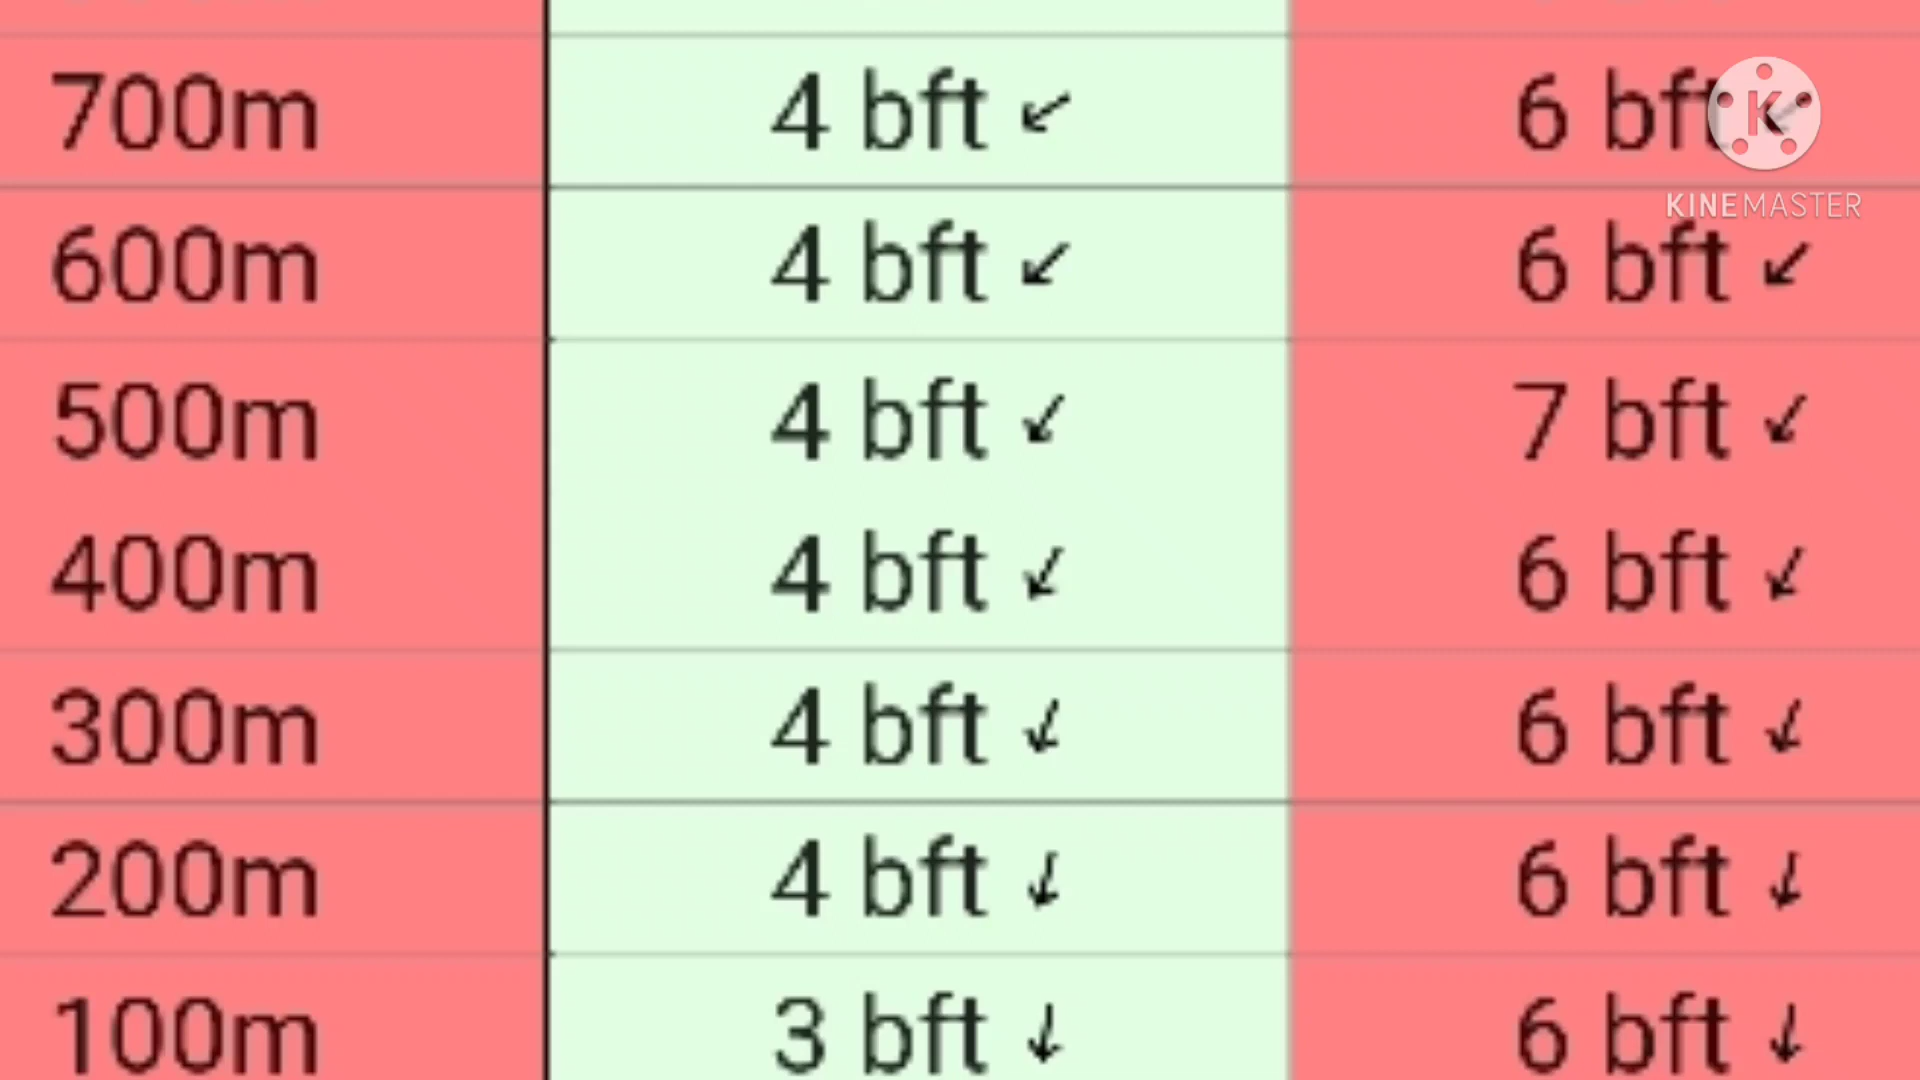 700m 4 bft ↙ 6 bft
K
KINEMASTER
600m 4 bft ↙ 6 bft ↙
500m 4 bft ↙ 7 bft ↙
400m 4 bft ↙ 6 bft ↙
300m 4 bft ↙ 6 bft ↙
200m 4 bft ↓ 6 bft ↓
100m 3 bft ↓ 6 bft ↓